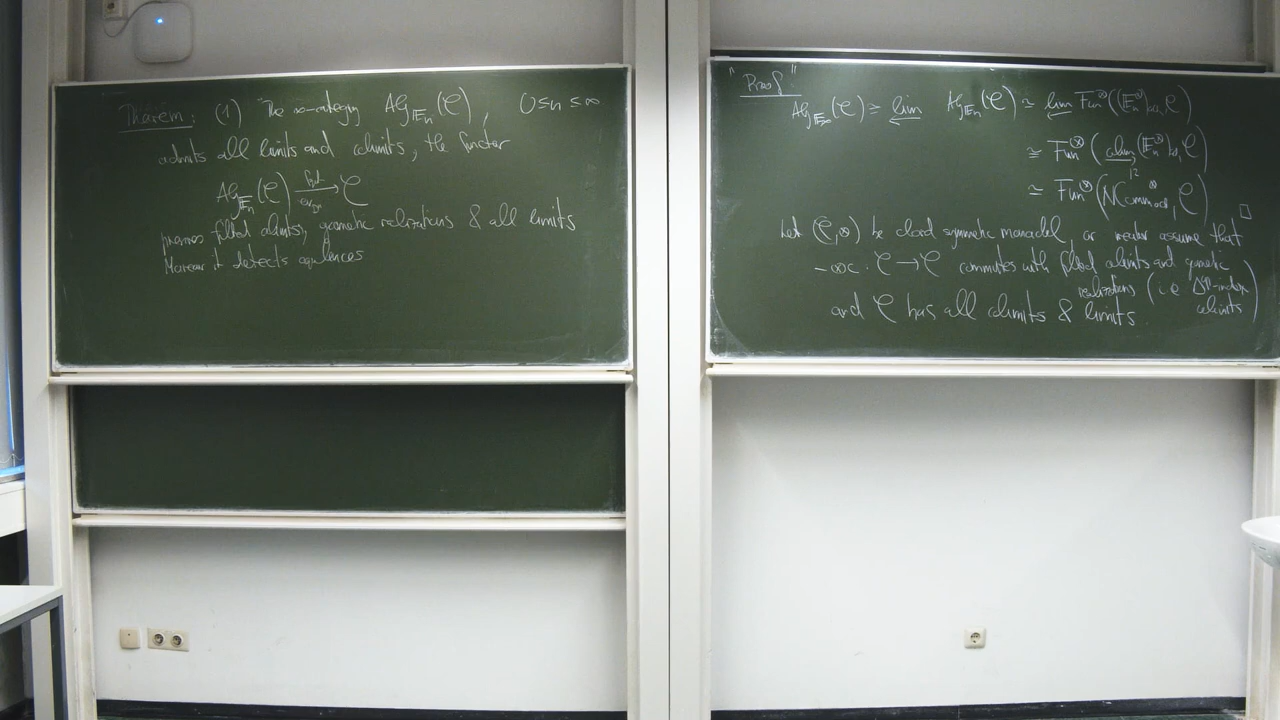 Theorem: (1) The ∞-category Alg_{𝔼_n}(𝒞), 0≤n≤∞
admits all limits and colimits, the functor
Alg_{𝔼_n}(𝒞) → 𝒞
preserves filtered colimits, geometric realizations & all limits
Moreover it detects equivalences
"Proof"
Alg_{𝔼_∞}(𝒞) ≃ lim Alg_{𝔼_n}(𝒞) ≃ lim Fun^⊗((𝔼_n^⊗)_{act}, 𝒞)
≃ Fun^⊗(colim (𝔼_n^⊗)_{act}, 𝒞)
≃ Fun^⊗(NComm^⊗_{act}, 𝒞) □
Let (𝒞,⊗) be closed symmetric monoidal or weaker assume that
-⊗c : 𝒞 → 𝒞 commutes with filtered colimits and geometric
realizations (i.e. Δ^{op}-index colimits)
and 𝒞 has all colimits & limits.